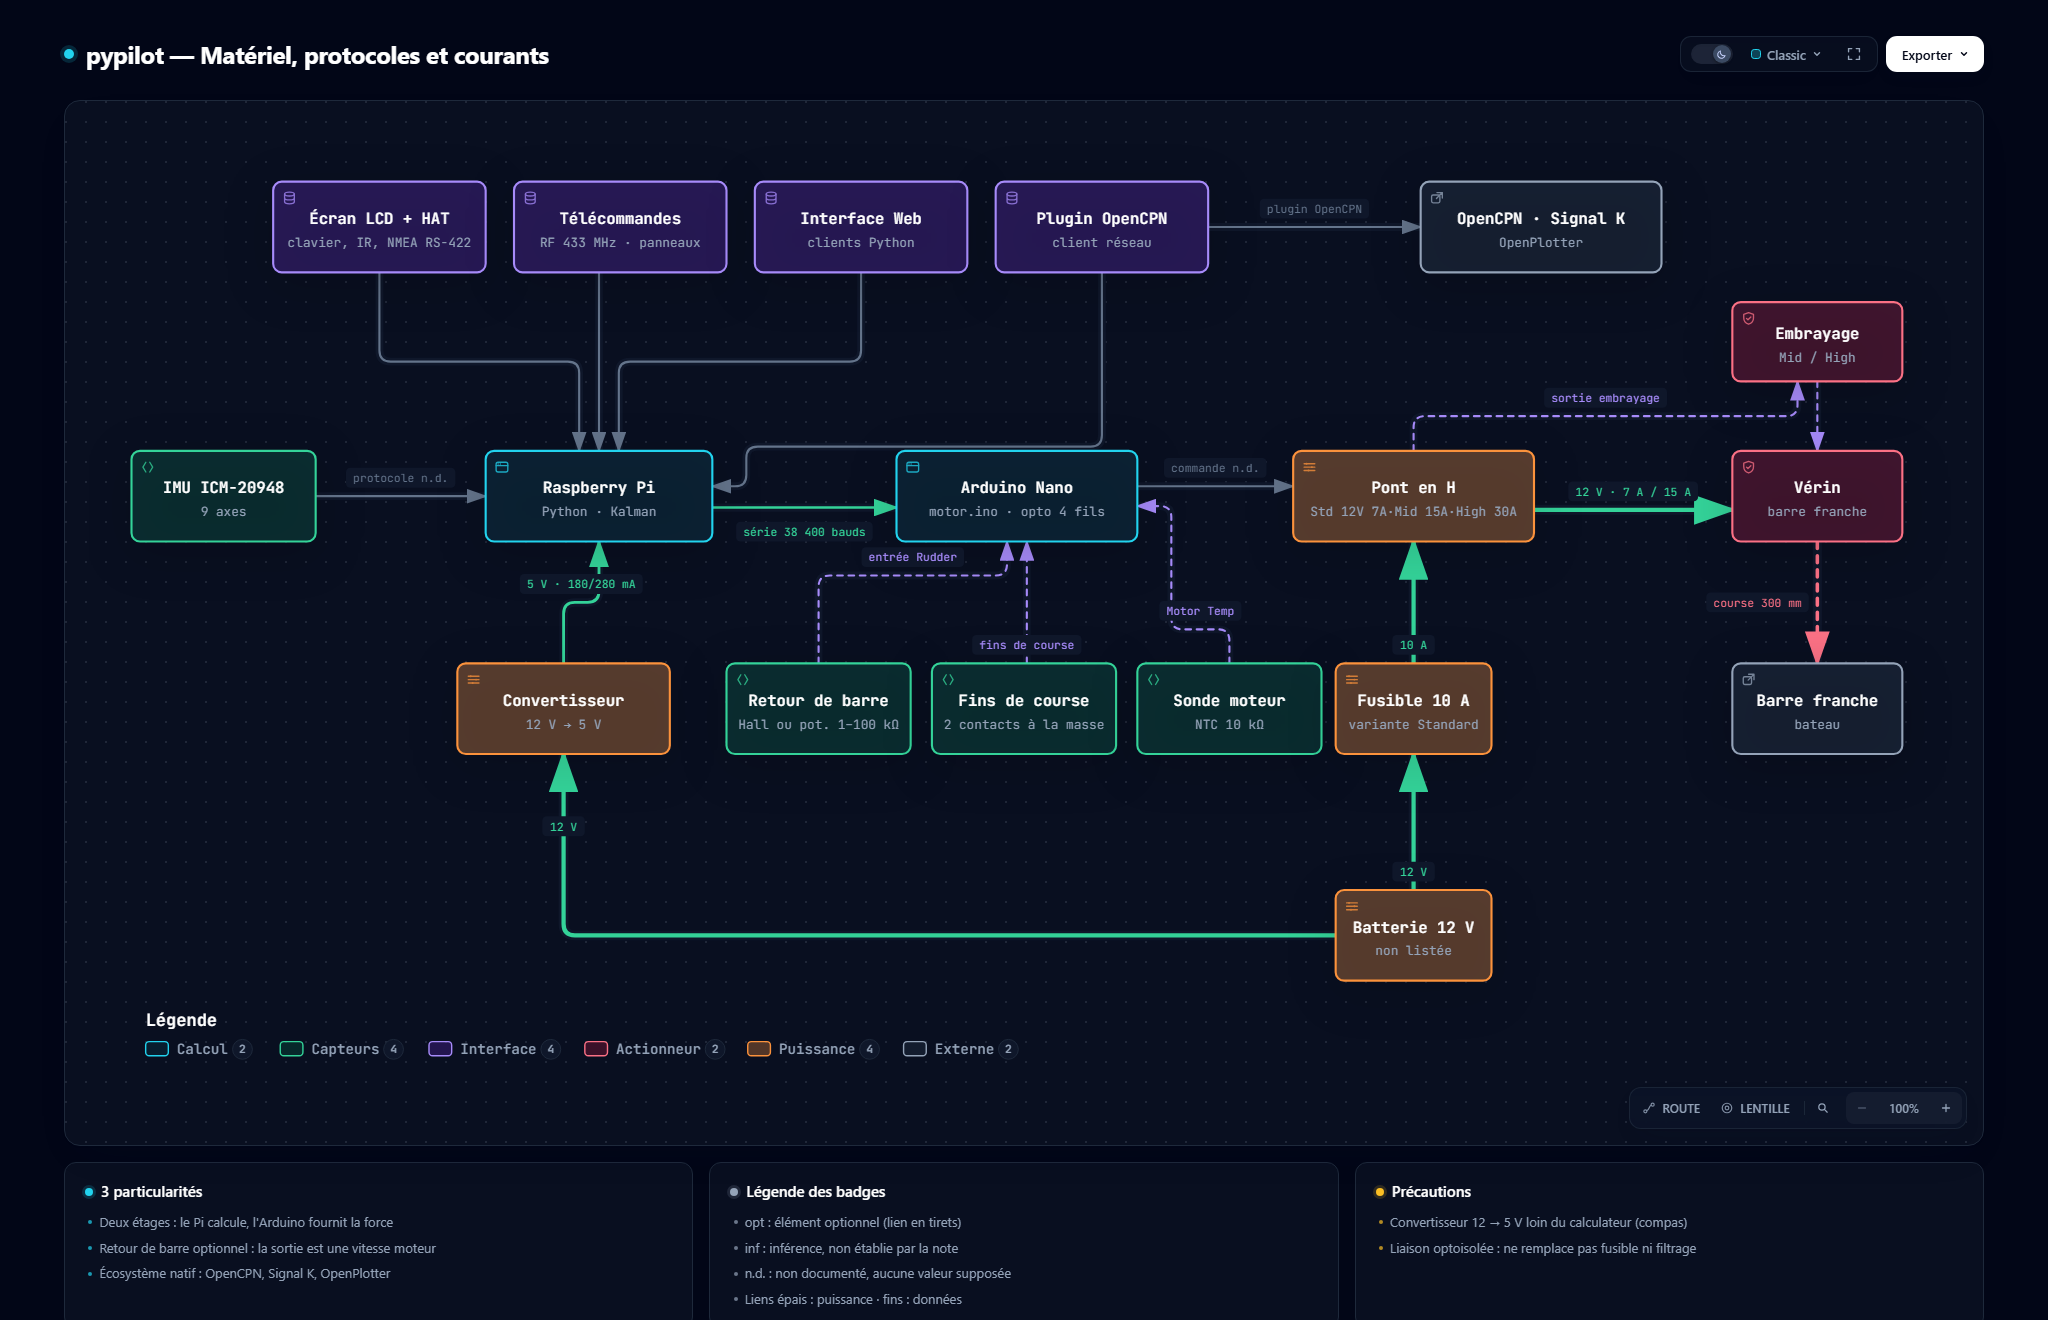 pypilot — Matériel, protocoles et courants
Classic
Exporter
Écran LCD + HAT
clavier, IR, NMEA RS-422
Télécommandes
RF 433 MHz · panneaux
Interface Web
clients Python
Plugin OpenCPN
client réseau
plugin OpenCPN
OpenCPN · Signal K
OpenPlotter
Embrayage
Mid / High
sortie embrayage
IMU ICM-20948
9 axes
protocole n.d.
Raspberry Pi
Python · Kalman
série 38 400 bauds
Arduino Nano
motor.ino · opto 4 fils
commande n.d.
Pont en H
Std 12V 7A·Mid 15A·High 30A
12 V · 7 A / 15 A
Vérin
barre franche
entrée Rudder
5 V · 180/280 mA
Motor Temp
course 300 mm
fins de course
10 A
Convertisseur
12 V → 5 V
Retour de barre
Hall ou pot. 1–100 kΩ
Fins de course
2 contacts à la masse
Sonde moteur
NTC 10 kΩ
Fusible 10 A
variante Standard
Barre franche
bateau
12 V
12 V
Batterie 12 V
non listée
Légende
Calcul 2
Capteurs 4
Interface 4
Actionneur 2
Puissance 4
Externe 2
ROUTE
LENTILLE
100%
3 particularités
Deux étages : le Pi calcule, l'Arduino fournit la force
Retour de barre optionnel : la sortie est une vitesse moteur
Écosystème natif : OpenCPN, Signal K, OpenPlotter
Légende des badges
opt : élément optionnel (lien en tirets)
inf : inférence, non établie par la note
n.d. : non documenté, aucune valeur supposée
Liens épais : puissance · fins : données
Précautions
Convertisseur 12 → 5 V loin du calculateur (compas)
Liaison optoisolée : ne remplace pas fusible ni filtrage